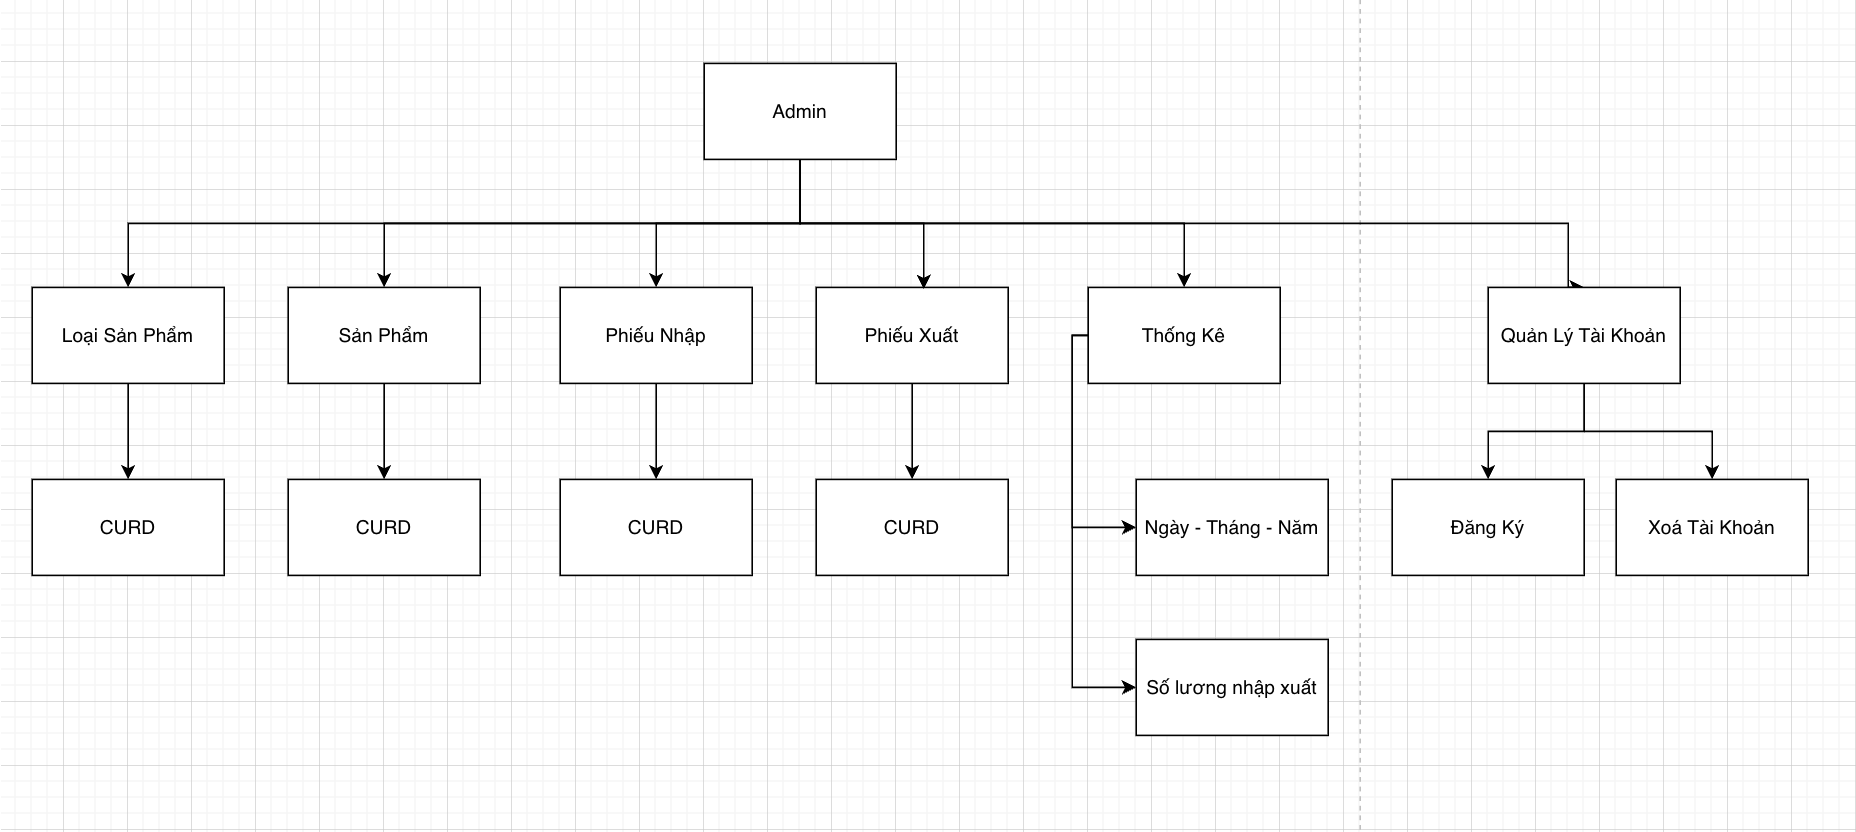 Admin
Loại Sản Phẩm
Sản Phẩm
Phiếu Nhập
Phiếu Xuất
Thống Kê
Quản Lý Tài Khoản
CURD
CURD
CURD
CURD
Ngày - Tháng - Năm
Đăng Ký
Xoá Tài Khoản
Số lương nhập xuất